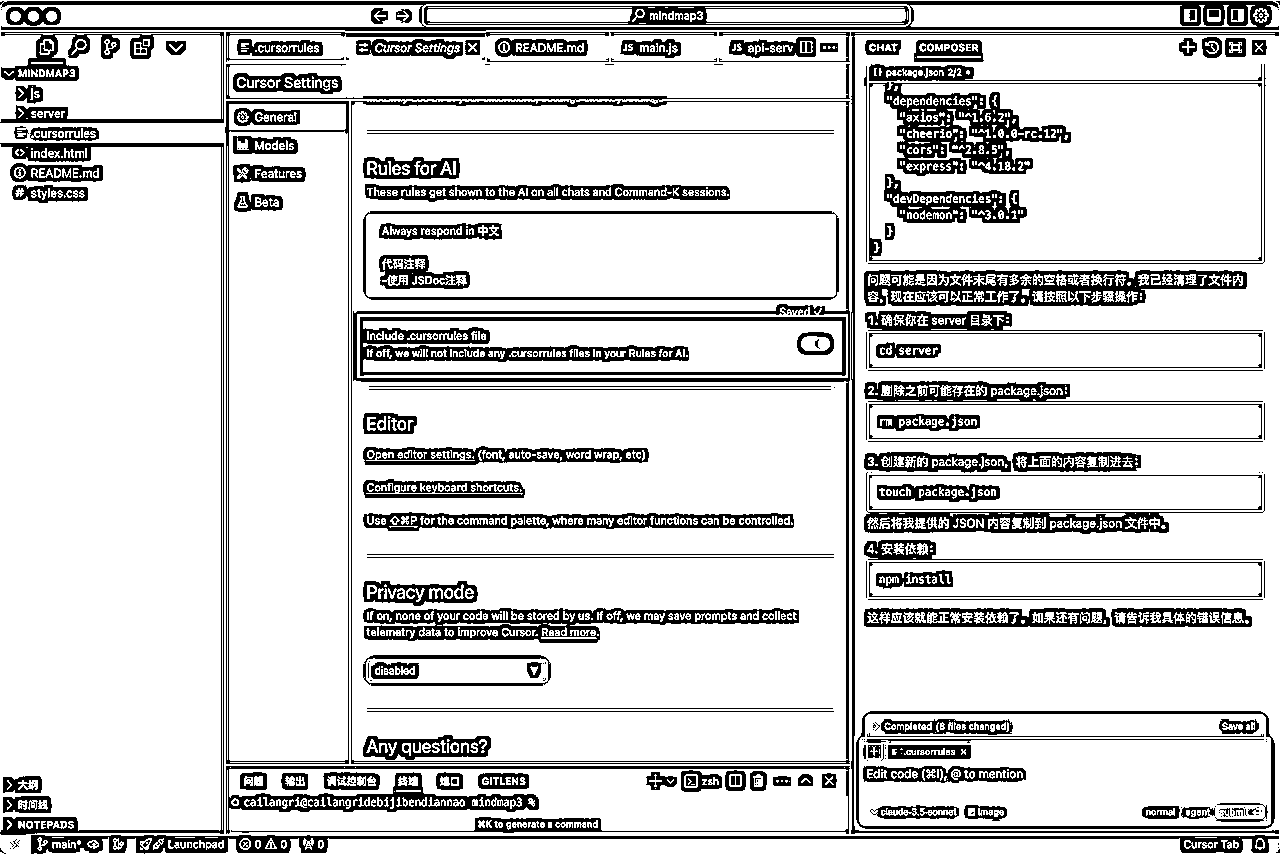 mindmap3
MINDMAP3
js
server
.cursorrules
index.html
README.md
styles.css
大纲
时间线
NOTEPADS
.cursorrules
Cursor Settings
README.md
main.js
api-serv
Cursor Settings
General
Models
Features
Beta
Rules for AI
These rules get shown to the AI on all chats and Command-K sessions.
Always respond in 中文
代码注释
-使用 JSDoc注释
Saved ✓
Include .cursorrules file
If off, we will not include any .cursorrules files in your Rules for AI.
Editor
Open editor settings. (font, auto-save, word wrap, etc)
Configure keyboard shortcuts.
Use ⇧⌘P for the command palette, where many editor functions can be controlled.
Privacy mode
If on, none of your code will be stored by us. If off, we may save prompts and collect
telemetry data to improve Cursor. Read more.
disabled
Any questions?
问题 输出 调试控制台 终端 端口 GITLENS
zsh
cailangri@cailangridebijibendiannao mindmap3 %
⌘K to generate a command
CHAT COMPOSER
package.json 2/2
},
"dependencies": {
"axios": "^1.6.2",
"cheerio": "^1.0.0-rc.12",
"cors": "^2.8.5",
"express": "^4.18.2"
},
"devDependencies": {
"nodemon": "^3.0.1"
}
}
问题可能是因为文件末尾有多余的空格或者换行符。我已经清理了文件内
容，现在应该可以正常工作了。请按照以下步骤操作：
1. 确保你在 server 目录下：
cd server
2. 删除之前可能存在的 package.json：
rm package.json
3. 创建新的 package.json，将上面的内容复制进去：
touch package.json
然后将我提供的 JSON 内容复制到 package.json 文件中。
4. 安装依赖：
npm install
这样应该就能正常安装依赖了。如果还有问题，请告诉我具体的错误信息。
Completed (8 files changed)
Save all
.cursorrules ×
Edit code (⌘I), @ to mention
claude-3.5-sonnet
Image
normal
agent
submit
main*
Launchpad
0 0
0
Cursor Tab